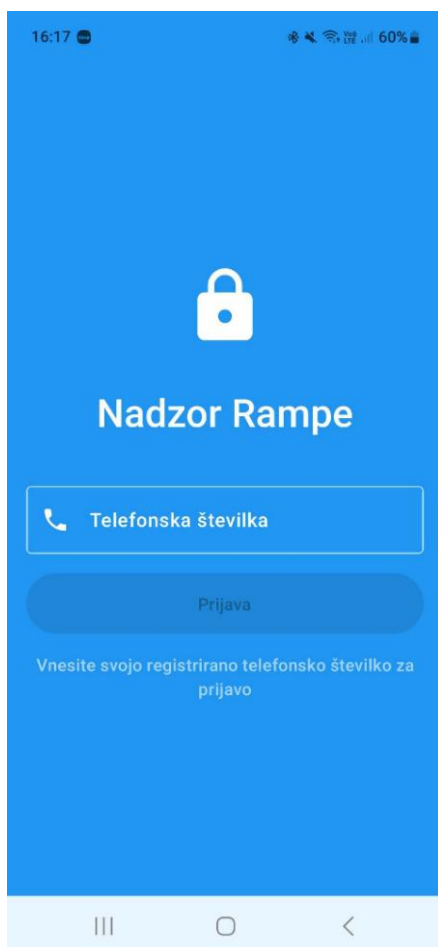 16:17
60%
Nadzor Rampe
Telefonska številka
Prijava
Vnesite svojo registrirano telefonsko številko za
prijavo